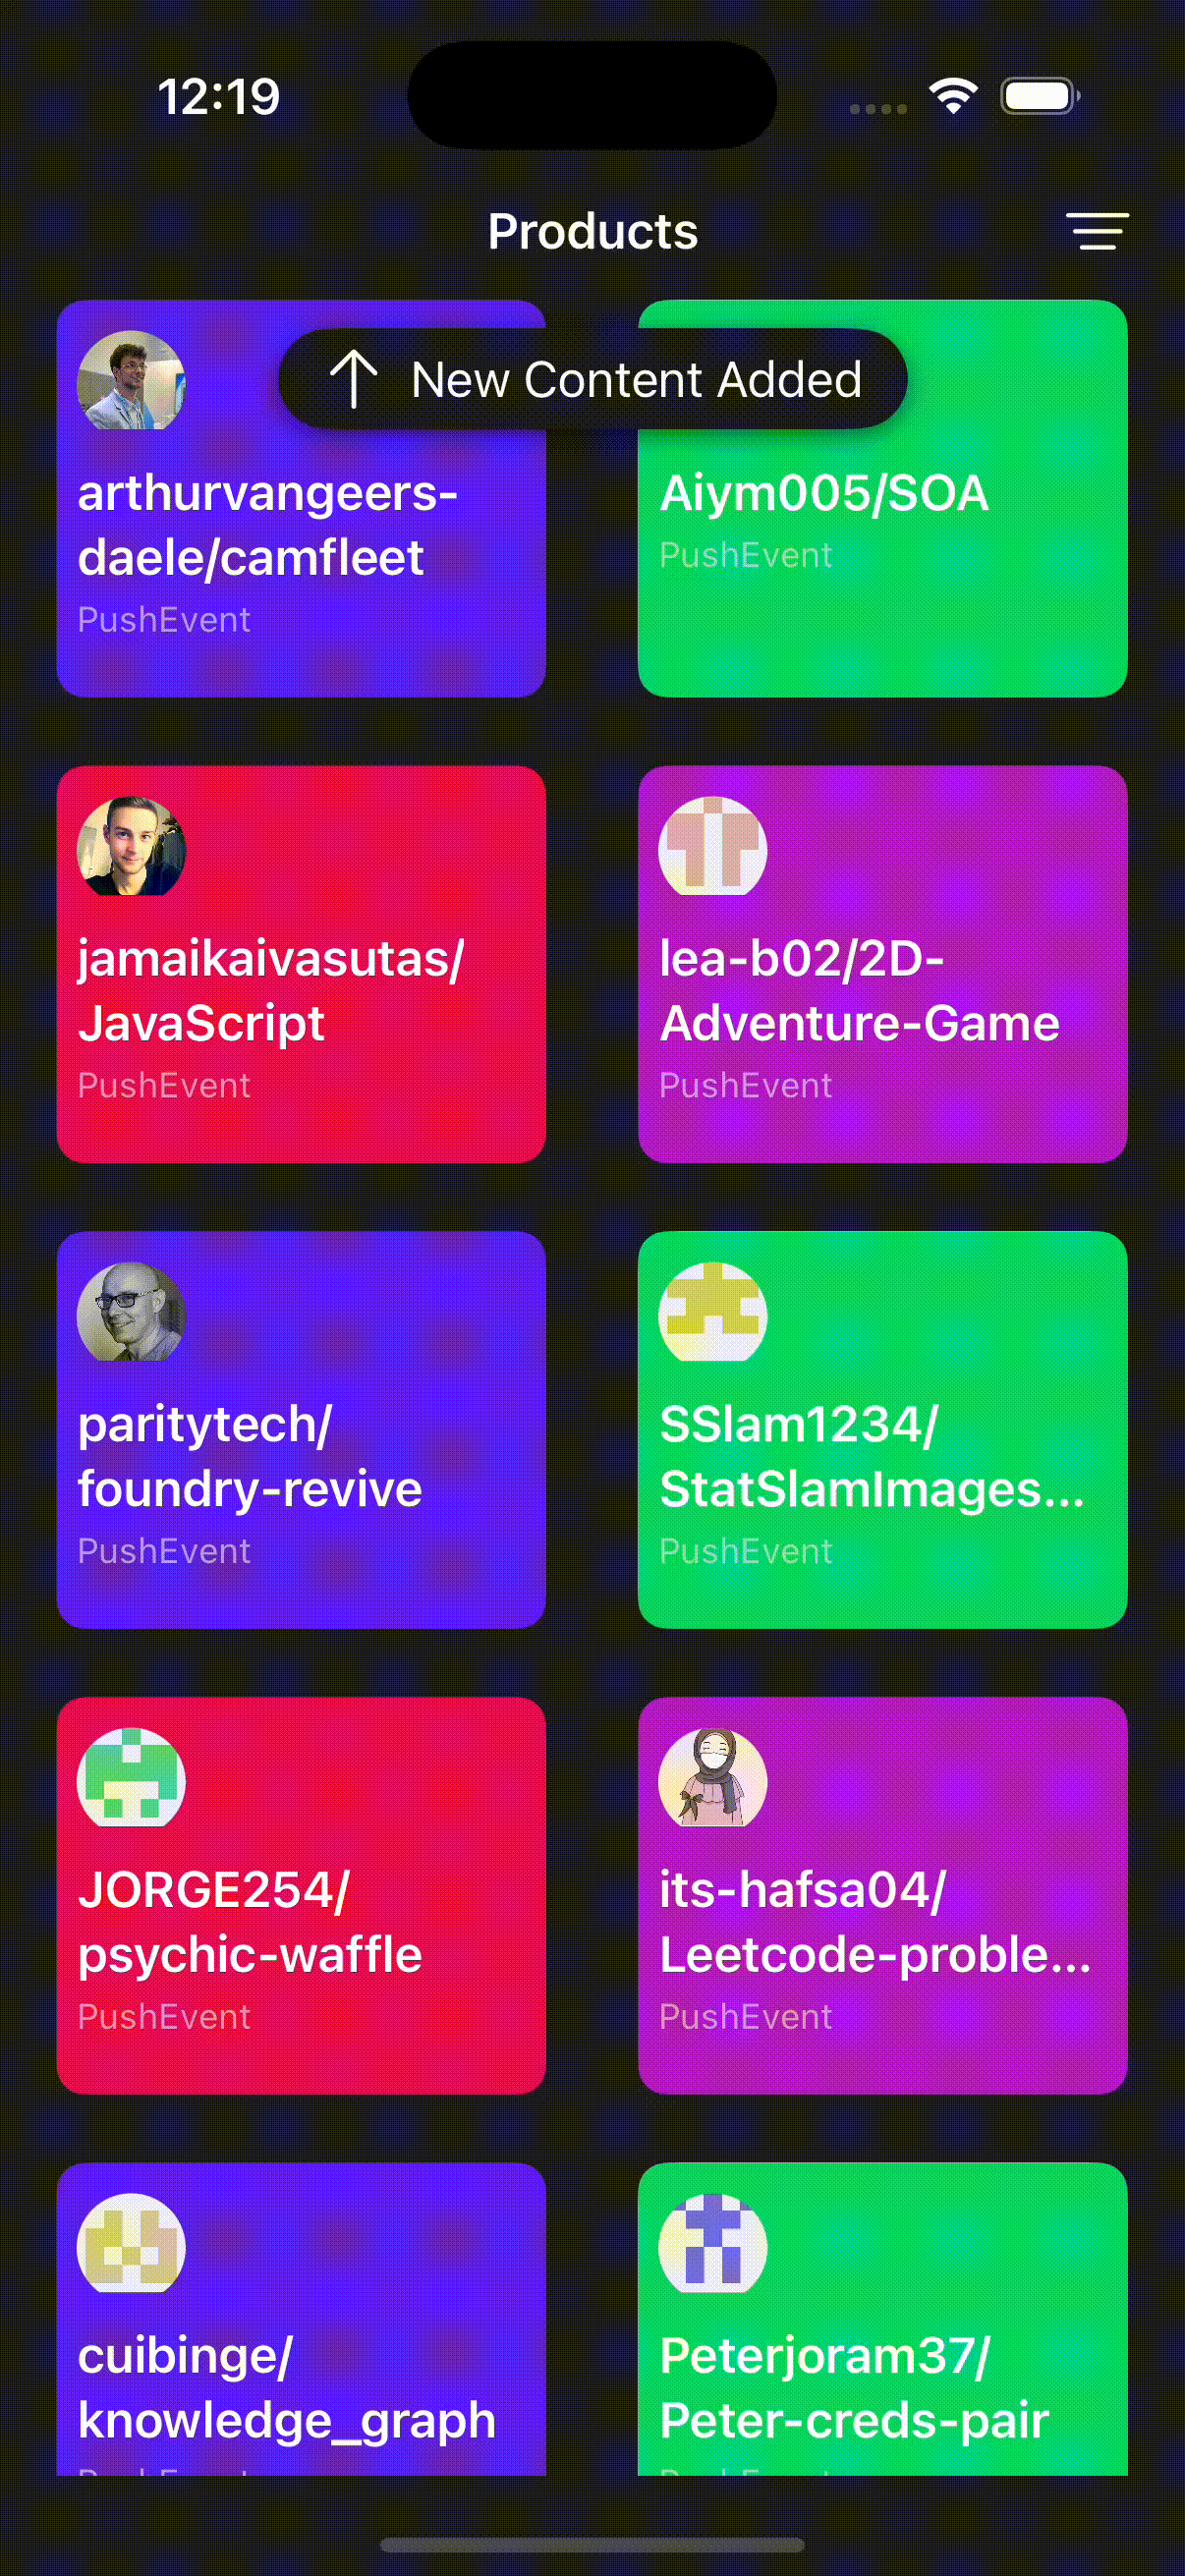 12:19
Products
New Content Added
arthurvangeers-
daele/camfleet
PushEvent
Aiym005/SOA
PushEvent
jamaikaivasutas/
JavaScript
PushEvent
lea-b02/2D-
Adventure-Game
PushEvent
paritytech/
foundry-revive
PushEvent
SSlam1234/
StatSlamImages...
PushEvent
JORGE254/
psychic-waffle
PushEvent
its-hafsa04/
Leetcode-proble...
PushEvent
cuibinge/
knowledge_graph
Peterjoram37/
Peter-creds-pair